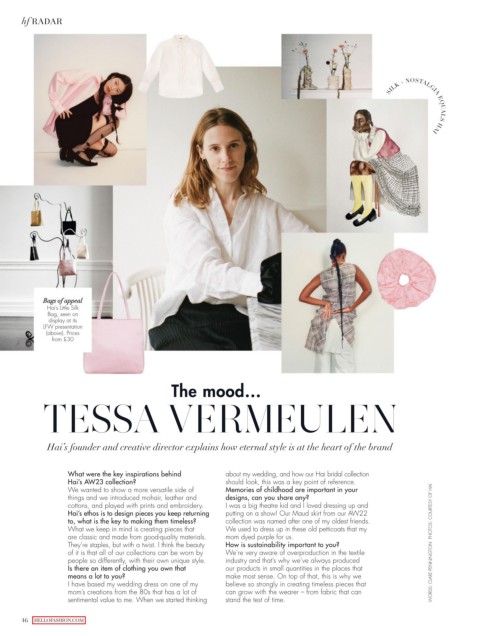 hf RADAR
SILK + NOSTALGIA EQUALS HAI
Bags of appeal
Hai's Little Silk
Bag, seen on
display at its
LFW presentation
(above). Prices
from £30
The mood...
TESSA VERMEULEN
Hai's founder and creative director explains how eternal style is at the heart of the brand
What were the key inspirations behind
Hai's AW23 collection?
We wanted to show a more versatile side of
things and we introduced mohair, leather and
cottons, and played with prints and embroidery.
Hai's ethos is to design pieces you keep returning
to, what is the key to making them timeless?
What we keep in mind is creating pieces that
are classic and made from good-quality materials.
They're staples, but with a twist. I think the beauty
of it is that all of our collections can be worn by
people so differently, with their own unique style.
Is there an item of clothing you own that
means a lot to you?
I have based my wedding dress on one of my
mom's creations from the 80s that has a lot of
sentimental value to me. When we started thinking
about my wedding, and how our Hai bridal collection
should look, this was a key point of reference.
Memories of childhood are important in your
designs, can you share any?
I was a big theatre kid and I loved dressing up and
putting on a show! Our Maud skirt from our AW22
collection was named after one of my oldest friends.
We used to dress up in these old petticoats that my
mom dyed purple for us
How is sustainability important to you?
We're very aware of overproduction in the textile
industry and that's why we've always produced
our products in small quantities in the places that
make most sense. On top of that, this is why we
believe so strongly in creating timeless pieces that
can grow with the wearer – from fabric that can
stand the test of time.
WORDS: CLARE PENNINGTON. PHOTOS: COURTESY OF HAI
46 HELLOFASHION.COM